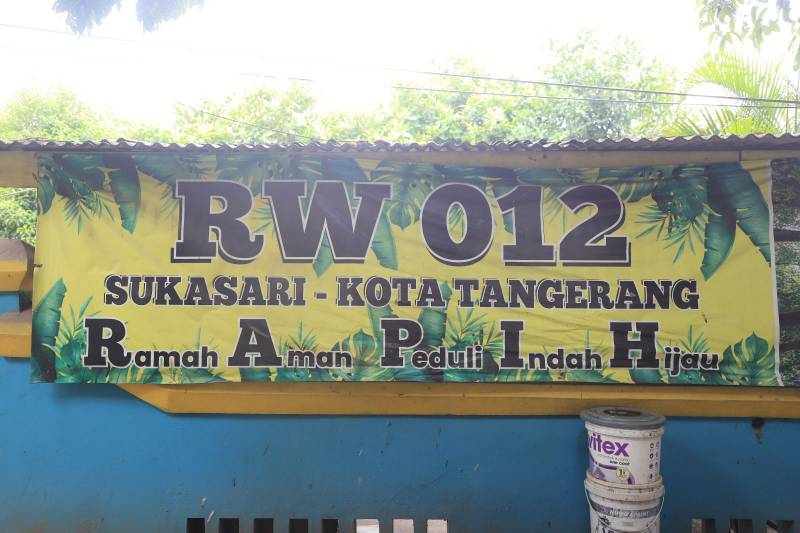 RW 012
SUKASARI - KOTA TANGERANG
Ramah Aman Peduli Indah Hijau
vitex